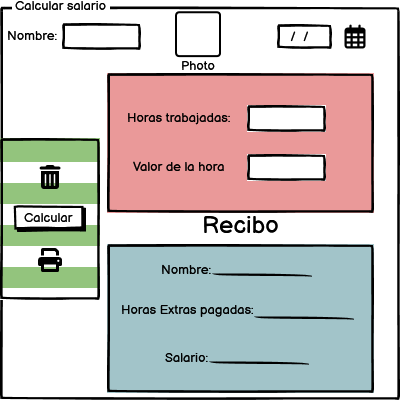 Calcular salario
Nombre:
/ /
Photo
Horas trabajadas:
Valor de la hora
Calcular
Recibo
Nombre:
Horas Extras pagadas:
Salario: